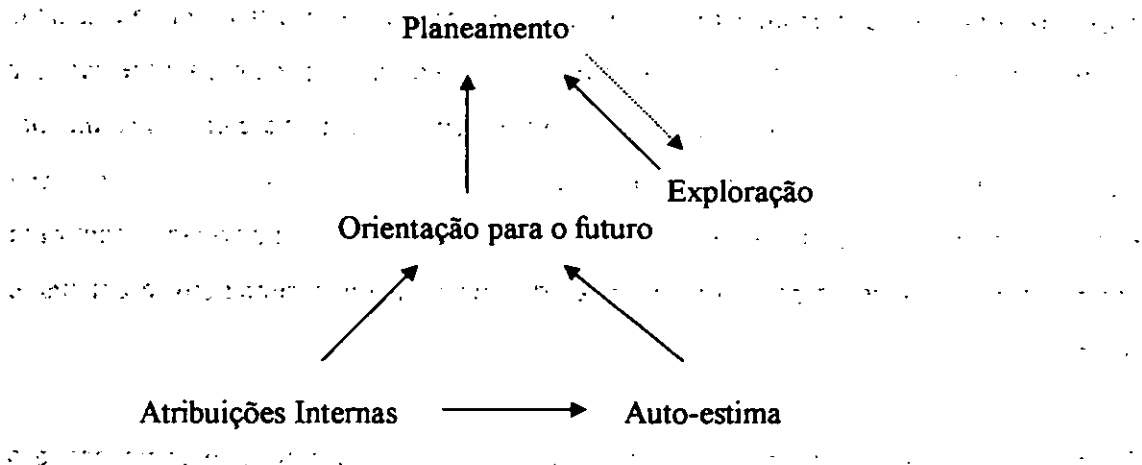 Planeamento
Exploração
Orientação para o futuro
Atribuições Internas
Auto-estima